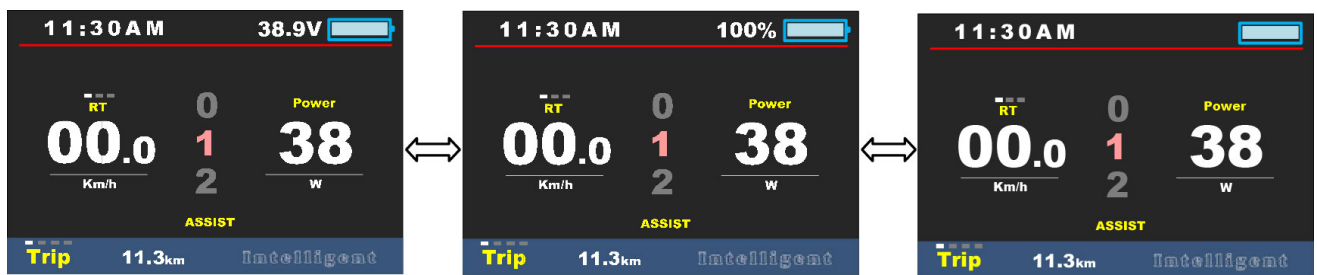 11:30AM 38.9V
RT 0 Power
00.0 1 38
Km/h 2 W
ASSIST
Trip 11.3km Intelligent
11:30AM 100%
RT 0 Power
00.0 1 38
Km/h 2 W
ASSIST
Trip 11.3km Intelligent
11:30AM
RT 0 Power
00.0 1 38
Km/h 2 W
ASSIST
Trip 11.3km Intelligent